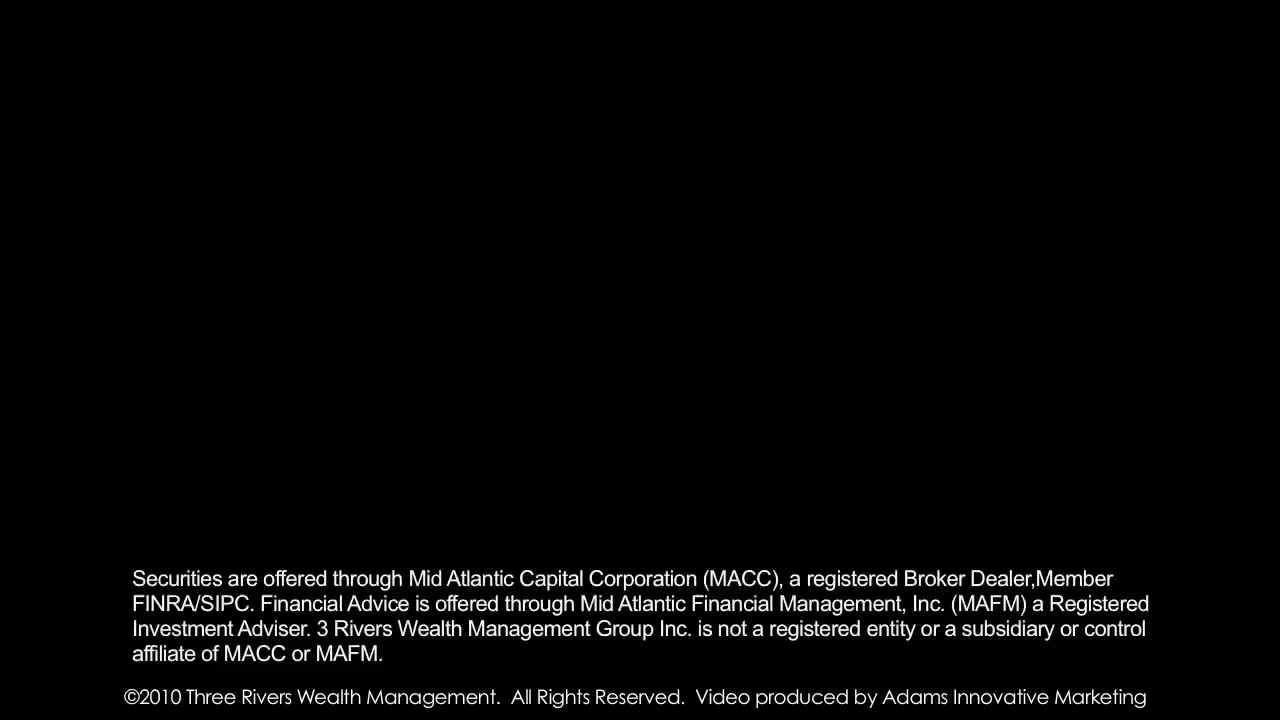 Securities are offered through Mid Atlantic Capital Corporation (MACC), a registered Broker Dealer,Member
FINRA/SIPC. Financial Advice is offered through Mid Atlantic Financial Management, Inc. (MAFM) a Registered
Investment Adviser. 3 Rivers Wealth Management Group Inc. is not a registered entity or a subsidiary or control
affiliate of MACC or MAFM.
©2010 Three Rivers Wealth Management.  All Rights Reserved.  Video produced by Adams Innovative Marketing